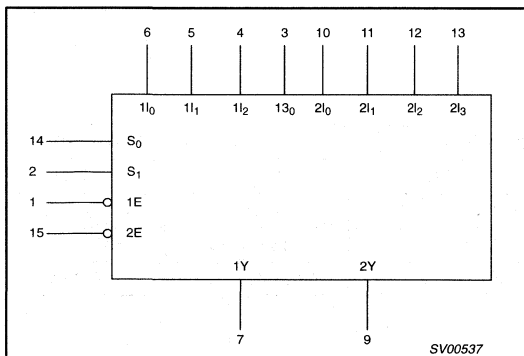 6 5 4 3 10 11 12 13
1I₀ 1I₁ 1I₂ 13₀ 2I₀ 2I₁ 2I₂ 2I₃
14 S₀
2 S₁
1 1E
15 2E
1Y 2Y
7 9
SV00537